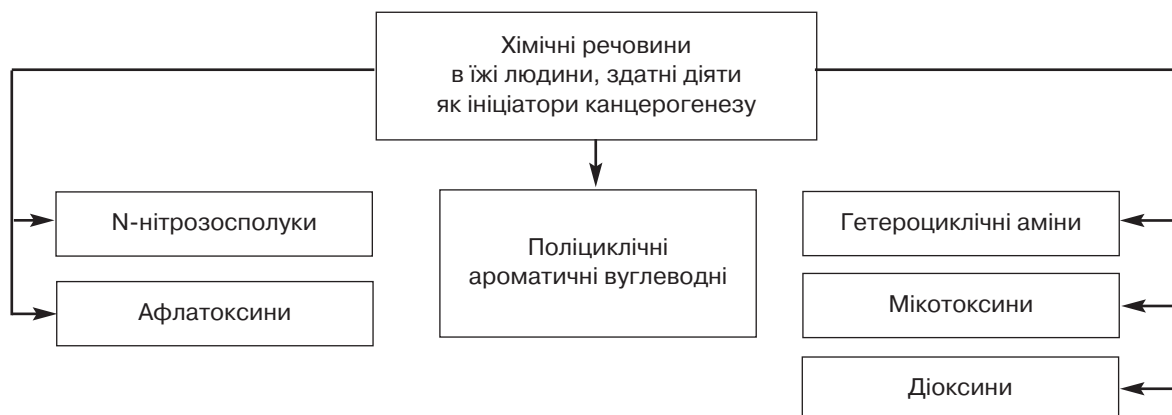 Хімічні речовини
в їжі людини, здатні діяти
як ініціатори канцерогенезу
N-нітрозосполуки
Афлатоксини
Поліциклічні
ароматичні вуглеводні
Гетероциклічні аміни
Мікотоксини
Діоксини